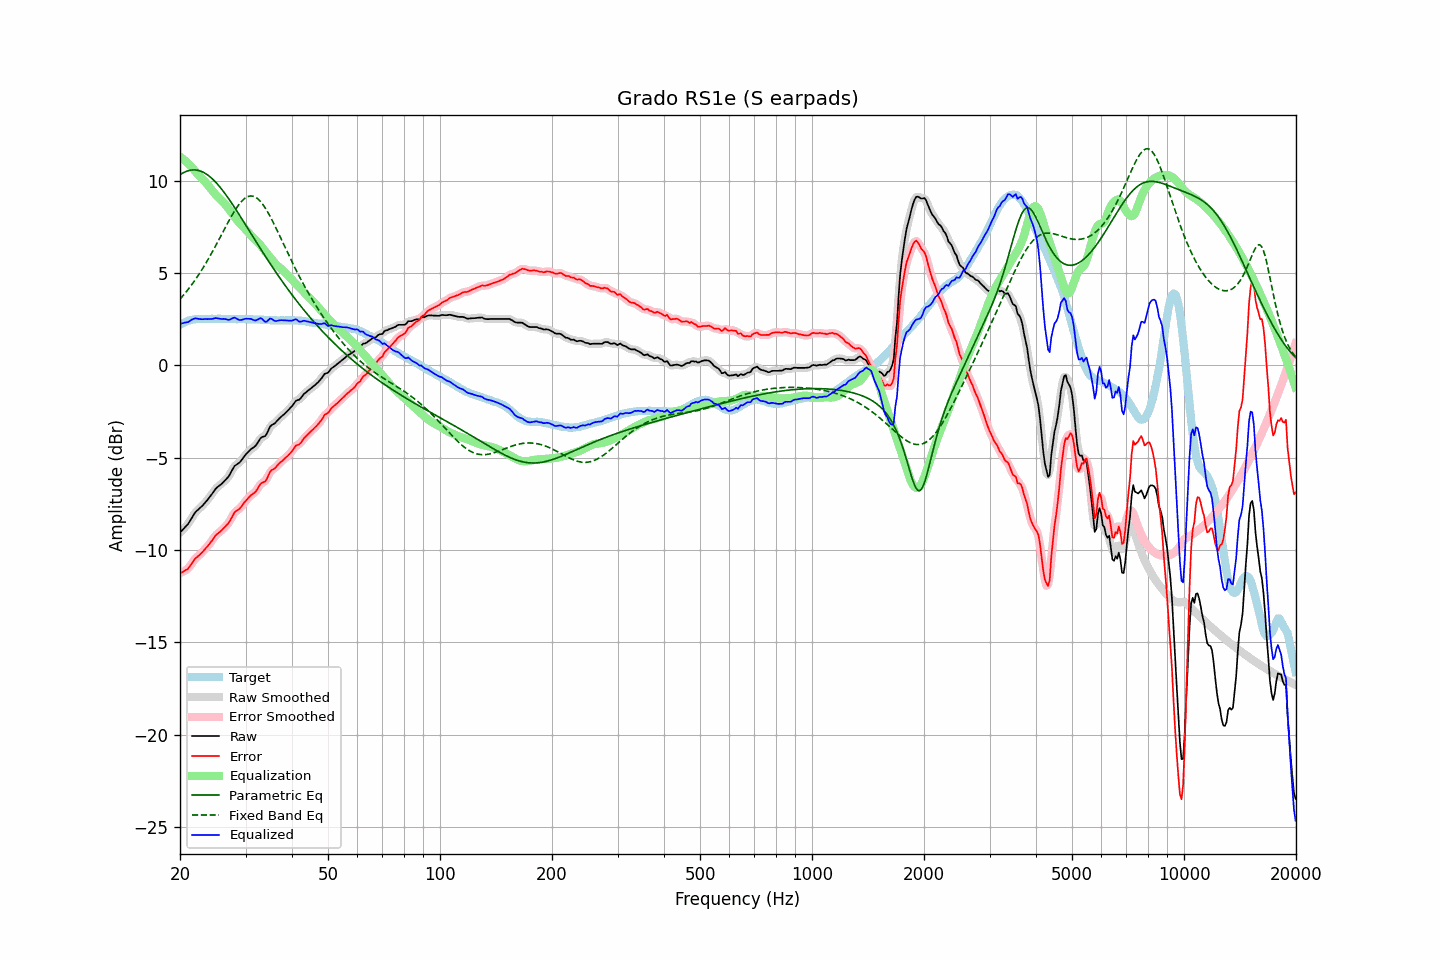 Grado RS1e (S earpads)
Amplitude (dBr)
10
5
0
−5
−10
−15
−20
−25
Target
Raw Smoothed
Error Smoothed
Raw
Error
Equalization
Parametric Eq
Fixed Band Eq
Equalized
20 50 100 200 500 1000 2000 5000 10000 20000
Frequency (Hz)